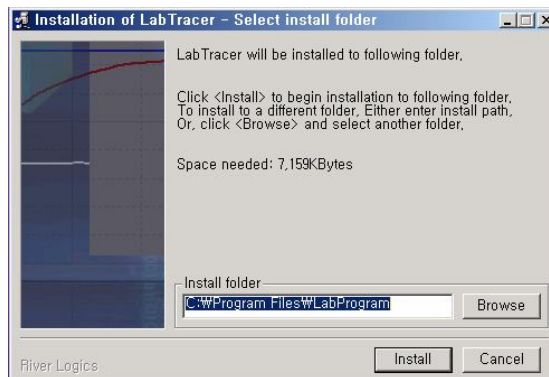 Installation of LabTracer - Select install folder
LabTracer will be installed to following folder,
Click <Install> to begin installation to following folder,
To install to a different folder, Either enter install path,
Or, click <Browse> and select another folder,
Space needed: 7,159KBytes
Install folder
C:₩Program Files₩LabProgram
Browse
River Logics
Install
Cancel